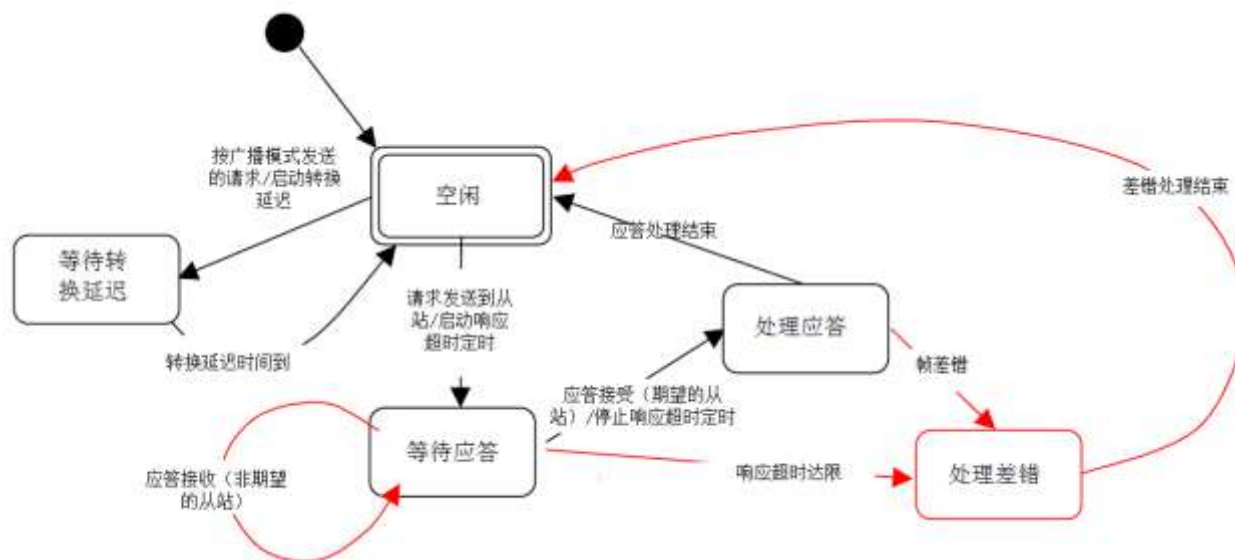 按广播模式发送
的请求/启动转换
延迟
空闲
差错处理结束
应答处理结束
等待转
换延迟
请求发送到从
站/启动响应
超时定时
处理应答
转换延迟时间到
帧差错
应答接受（期望的从
站）/停止响应超时定时
等待应答
应答接收（非期望
的从站）
响应超时达限
处理差错